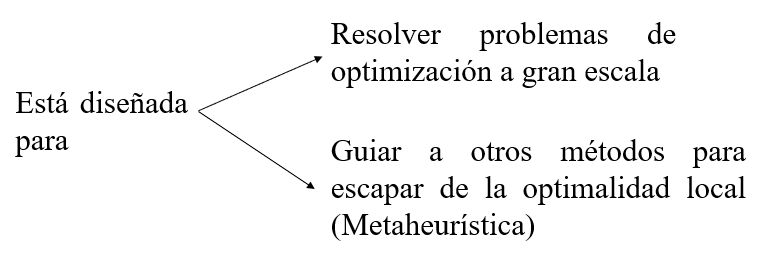 Resolver problemas de
optimización a gran escala
Está diseñada
para
Guiar a otros métodos para
escapar de la optimalidad local
(Metaheurística)